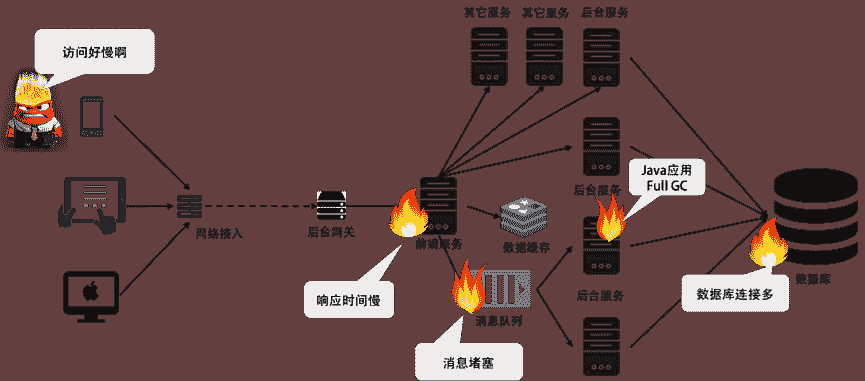 其它服务
其它服务
后台服务
访问好慢啊
Java应用
Full GC
后台服务
网络接入
后台网关
前端服务
数据缓存
数据库
响应时间慢
后台服务
数据库连接多
消息队列
消息堵塞